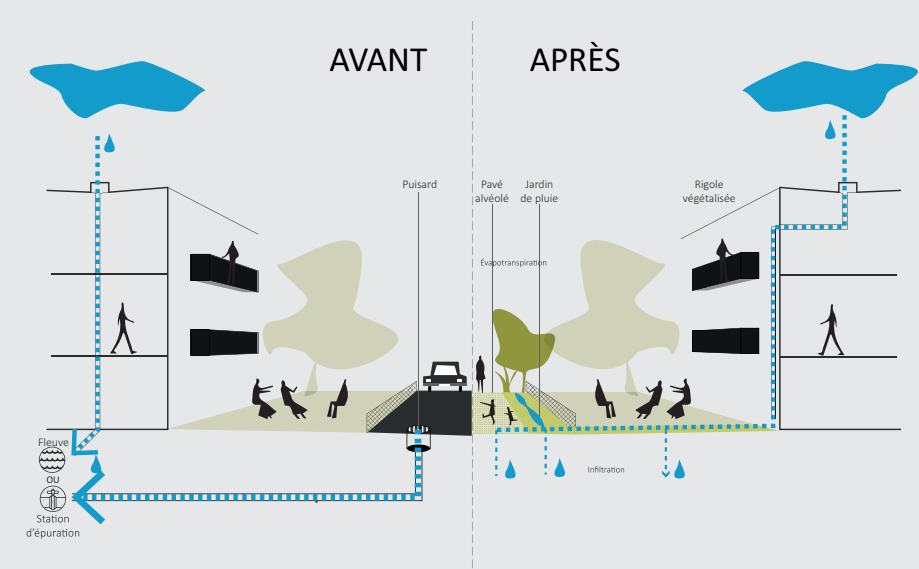 AVANT
APRÈS
Puisard
Pavé
alvéolé
Jardin
de pluie
Rigole
végétalisée
Évapotranspiration
Fleuve
OU
Station
d'épuration
Infiltration